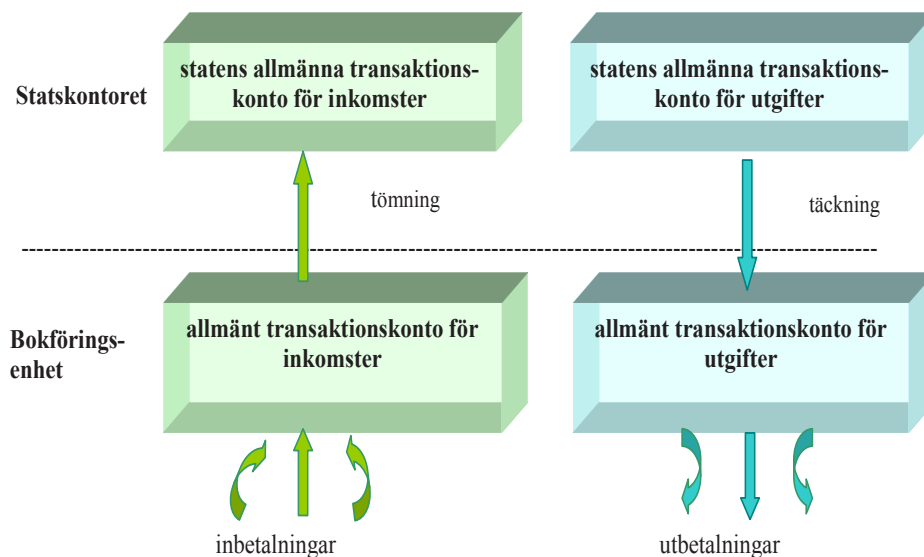 statens allmänna transaktions-
konto för inkomster
statens allmänna transaktions-
konto för utgifter
Statskontoret
tömning
täckning
allmänt transaktionskonto för
inkomster
allmänt transaktionskonto för
utgifter
Bokförings-
enhet
inbetalningar
utbetalningar